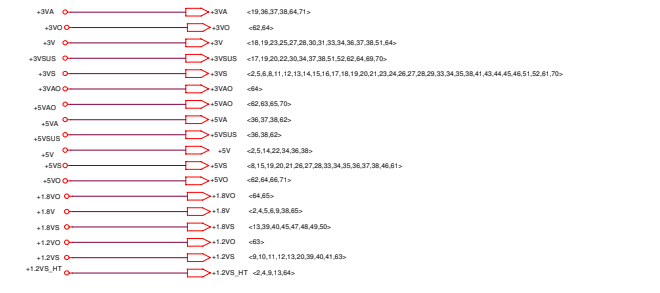 +3VA +3VA <19,36,37,38,64,71>
+3VO +3VO <62,64>
+3V +3V <18,19,23,25,27,28,30,31,33,34,36,37,38,51,64>
+3VSUS +3VSUS <17,19,20,22,30,34,37,38,51,52,62,64,69,70>
+3VS +3VS <2,5,6,8,11,12,13,14,15,16,17,18,19,20,21,23,24,26,27,28,29,33,34,35,38,41,43,44,45,46,51,52,61,70>
+3VAO +3VAO <64>
+5VAO +5VAO <62,63,65,70>
+5VA +5VA <36,37,38,62>
+5VSUS +5VSUS <36,38,62>
+5V +5V <2,5,14,22,34,36,38>
+5VS +5VS <8,15,19,20,21,26,27,28,33,34,35,36,37,38,46,61>
+5VO +5VO <62,64,66,71>
+1.8VO +1.8VO <64,65>
+1.8V +1.8V <2,4,5,6,9,38,65>
+1.8VS +1.8VS <13,39,40,45,47,48,49,50>
+1.2VO +1.2VO <63>
+1.2VS +1.2VS <9,10,11,12,13,20,39,40,41,63>
+1.2VS_HT +1.2VS_HT <2,4,9,13,64>